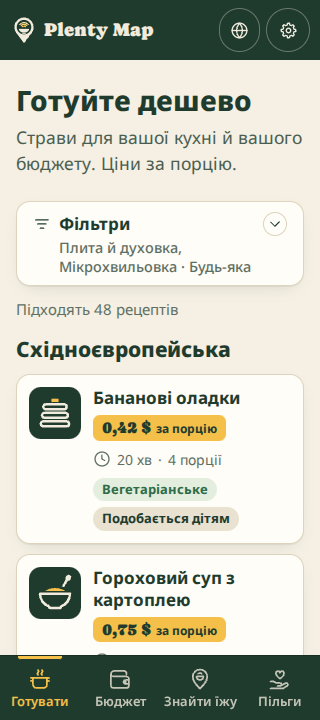 Plenty Map
Готуйте дешево
Страви для вашої кухні й вашого
бюджету. Ціни за порцію.
Фільтри
Плита й духовка,
Мікрохвильовка · Будь-яка
Підходять 48 рецептів
Східноєвропейська
Бананові оладки
0,42 $ за порцію
20 хв · 4 порції
Вегетаріанське
Подобається дітям
Гороховий суп з
картоплею
0,75 $ за порцію
Готувати
Бюджет
Знайти їжу
Пільги